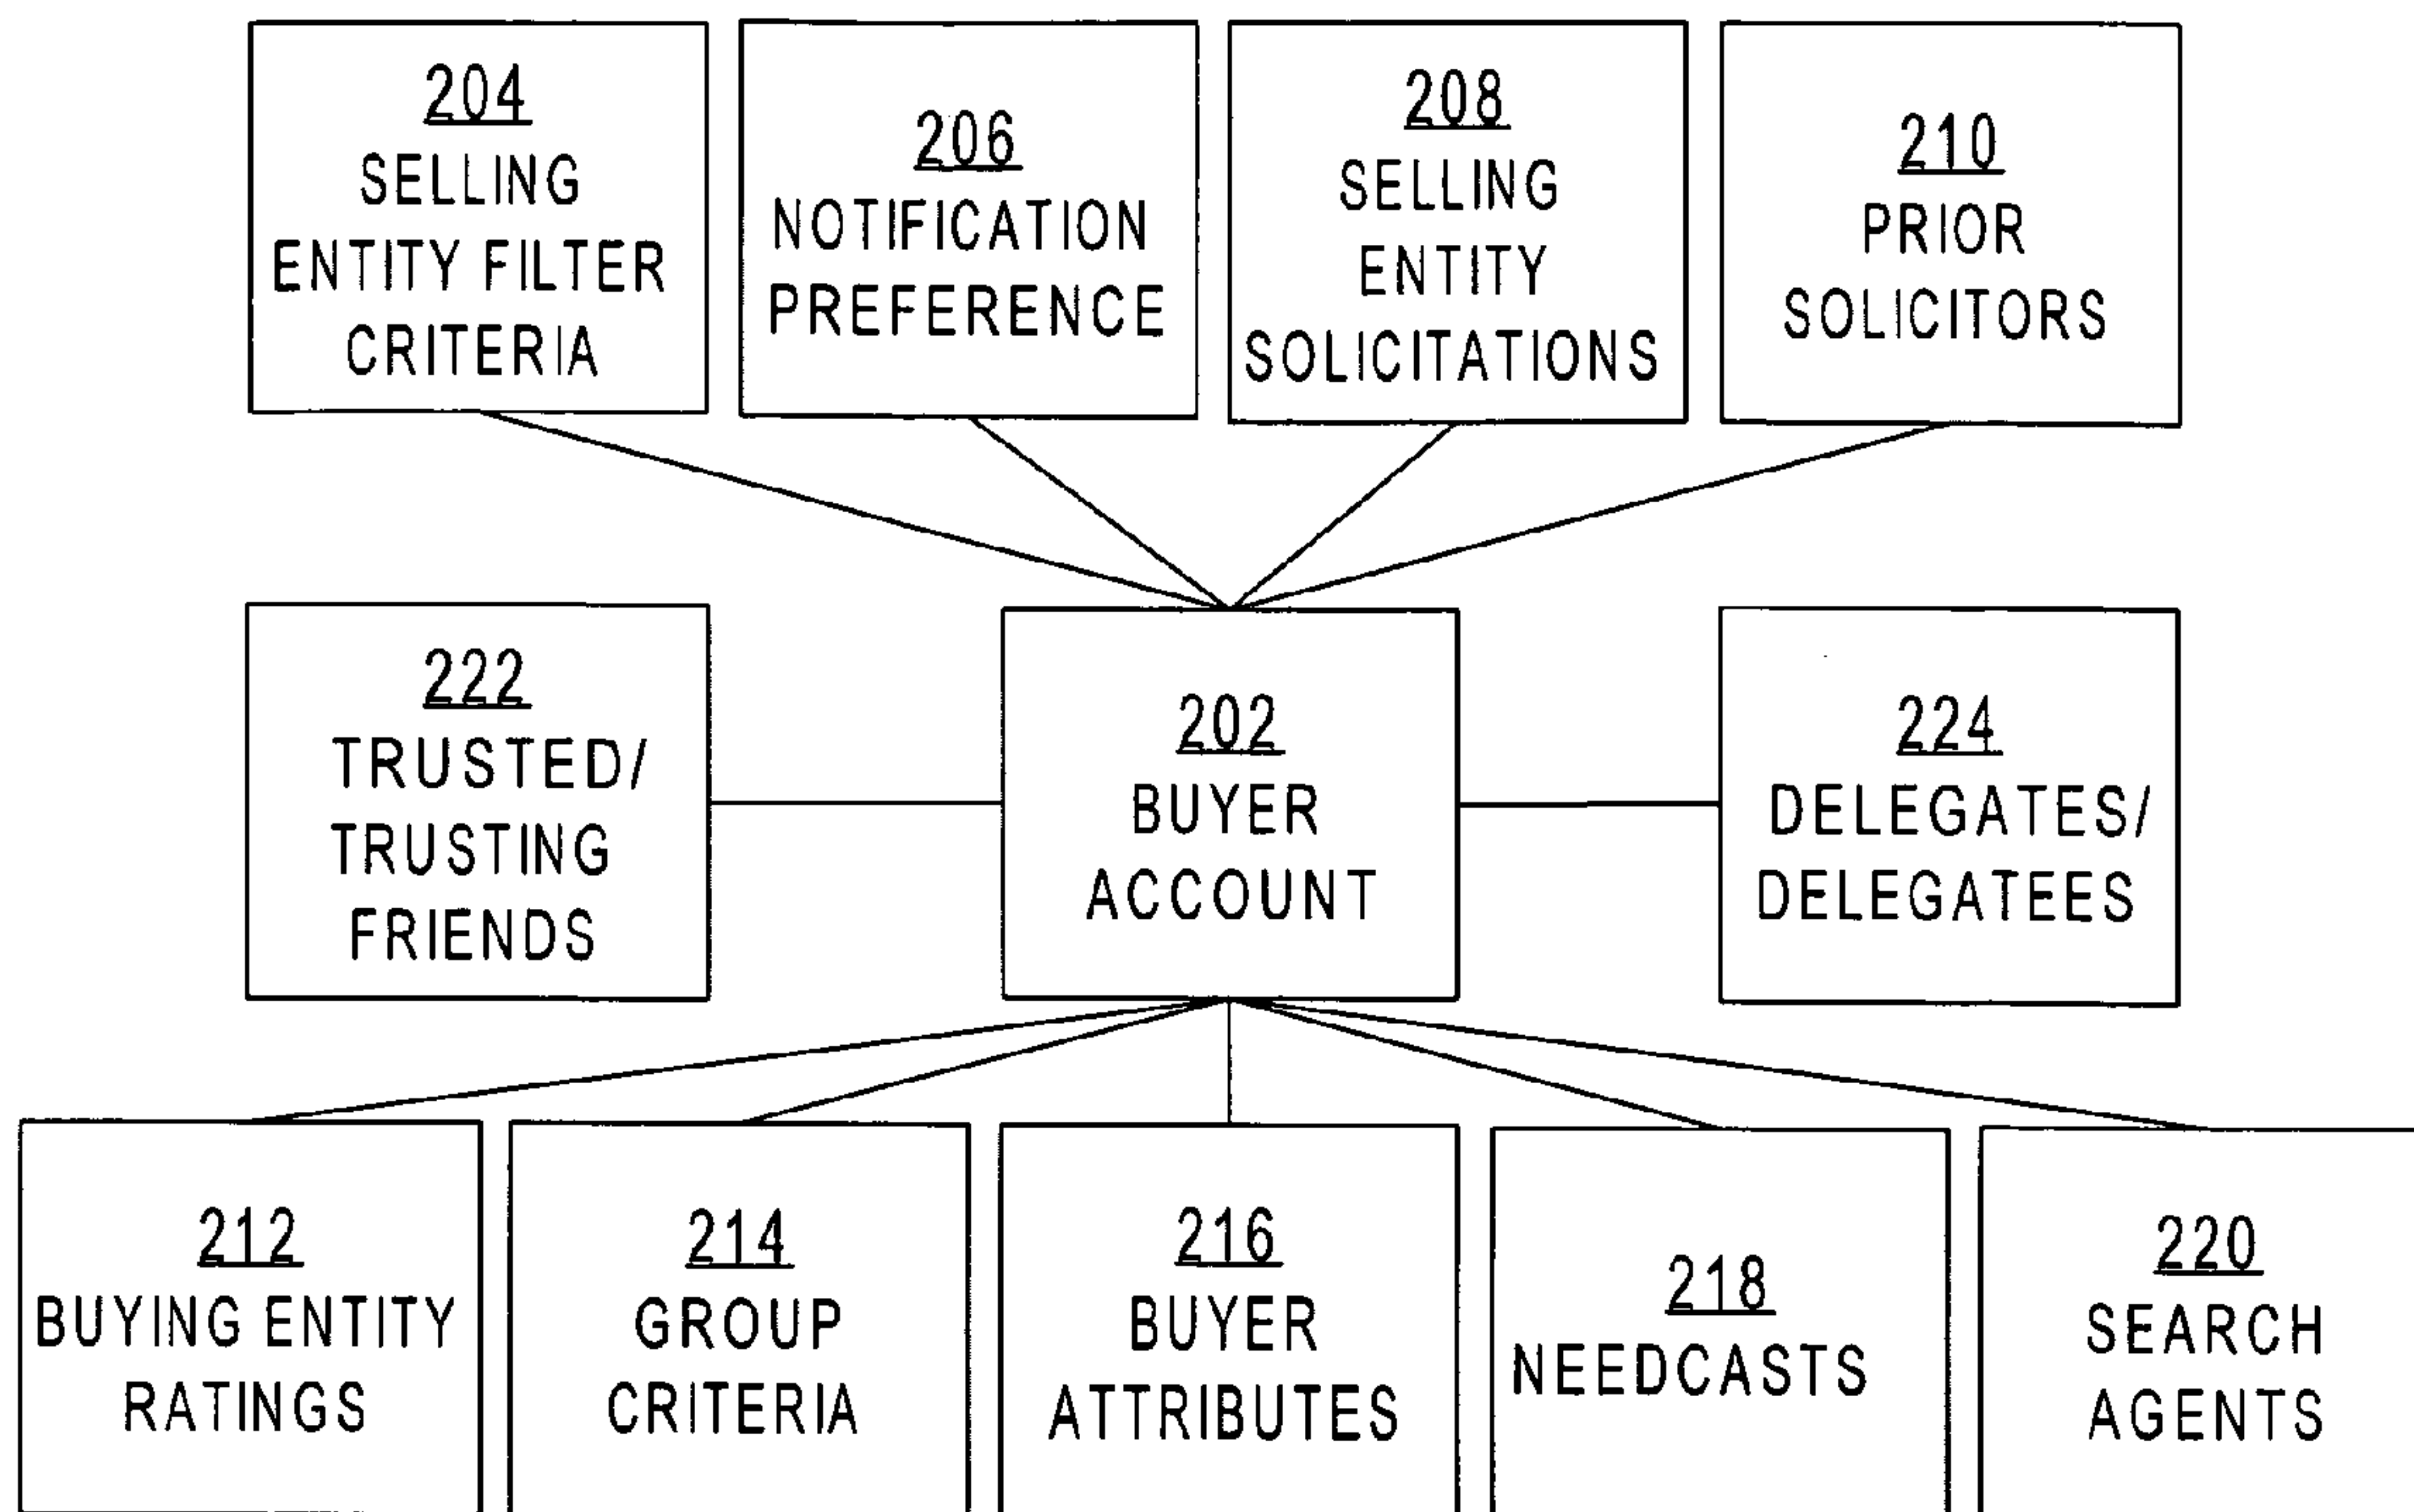 204
SELLING
ENTITY FILTER
CRITERIA
206
NOTIFICATION
PREFERENCE
208
SELLING
ENTITY
SOLICITATIONS
210
PRIOR
SOLICITORS
222
TRUSTED/
TRUSTING
FRIENDS
202
BUYER
ACCOUNT
224
DELEGATES/
DELEGATEES
212
BUYING ENTITY
RATINGS
214
GROUP
CRITERIA
216
BUYER
ATTRIBUTES
218
NEEDCASTS
220
SEARCH
AGENTS